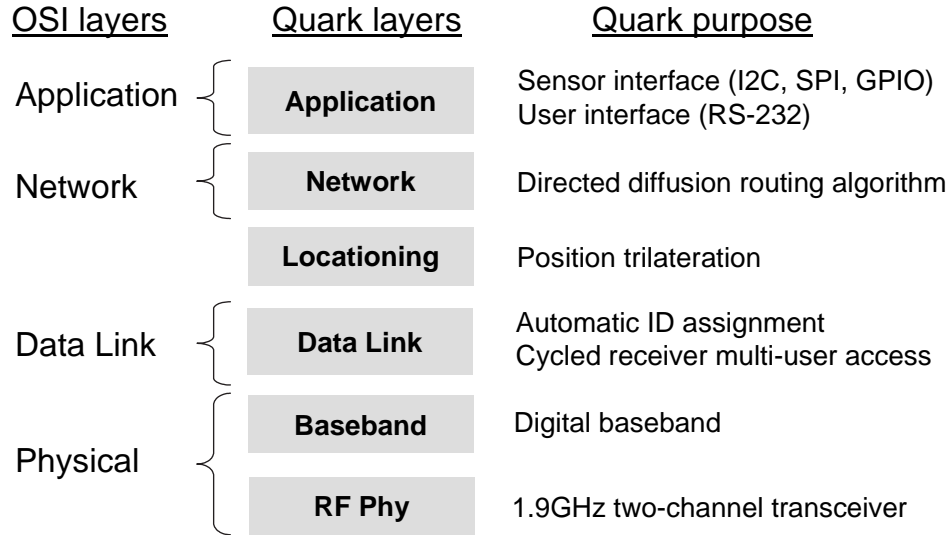 OSI layers Quark layers Quark purpose
Application Application Sensor interface (I2C, SPI, GPIO)
User interface (RS-232)
Network Network Directed diffusion routing algorithm
Locationing Position trilateration
Data Link Data Link Automatic ID assignment
Cycled receiver multi-user access
Baseband Digital baseband
Physical
RF Phy 1.9GHz two-channel transceiver